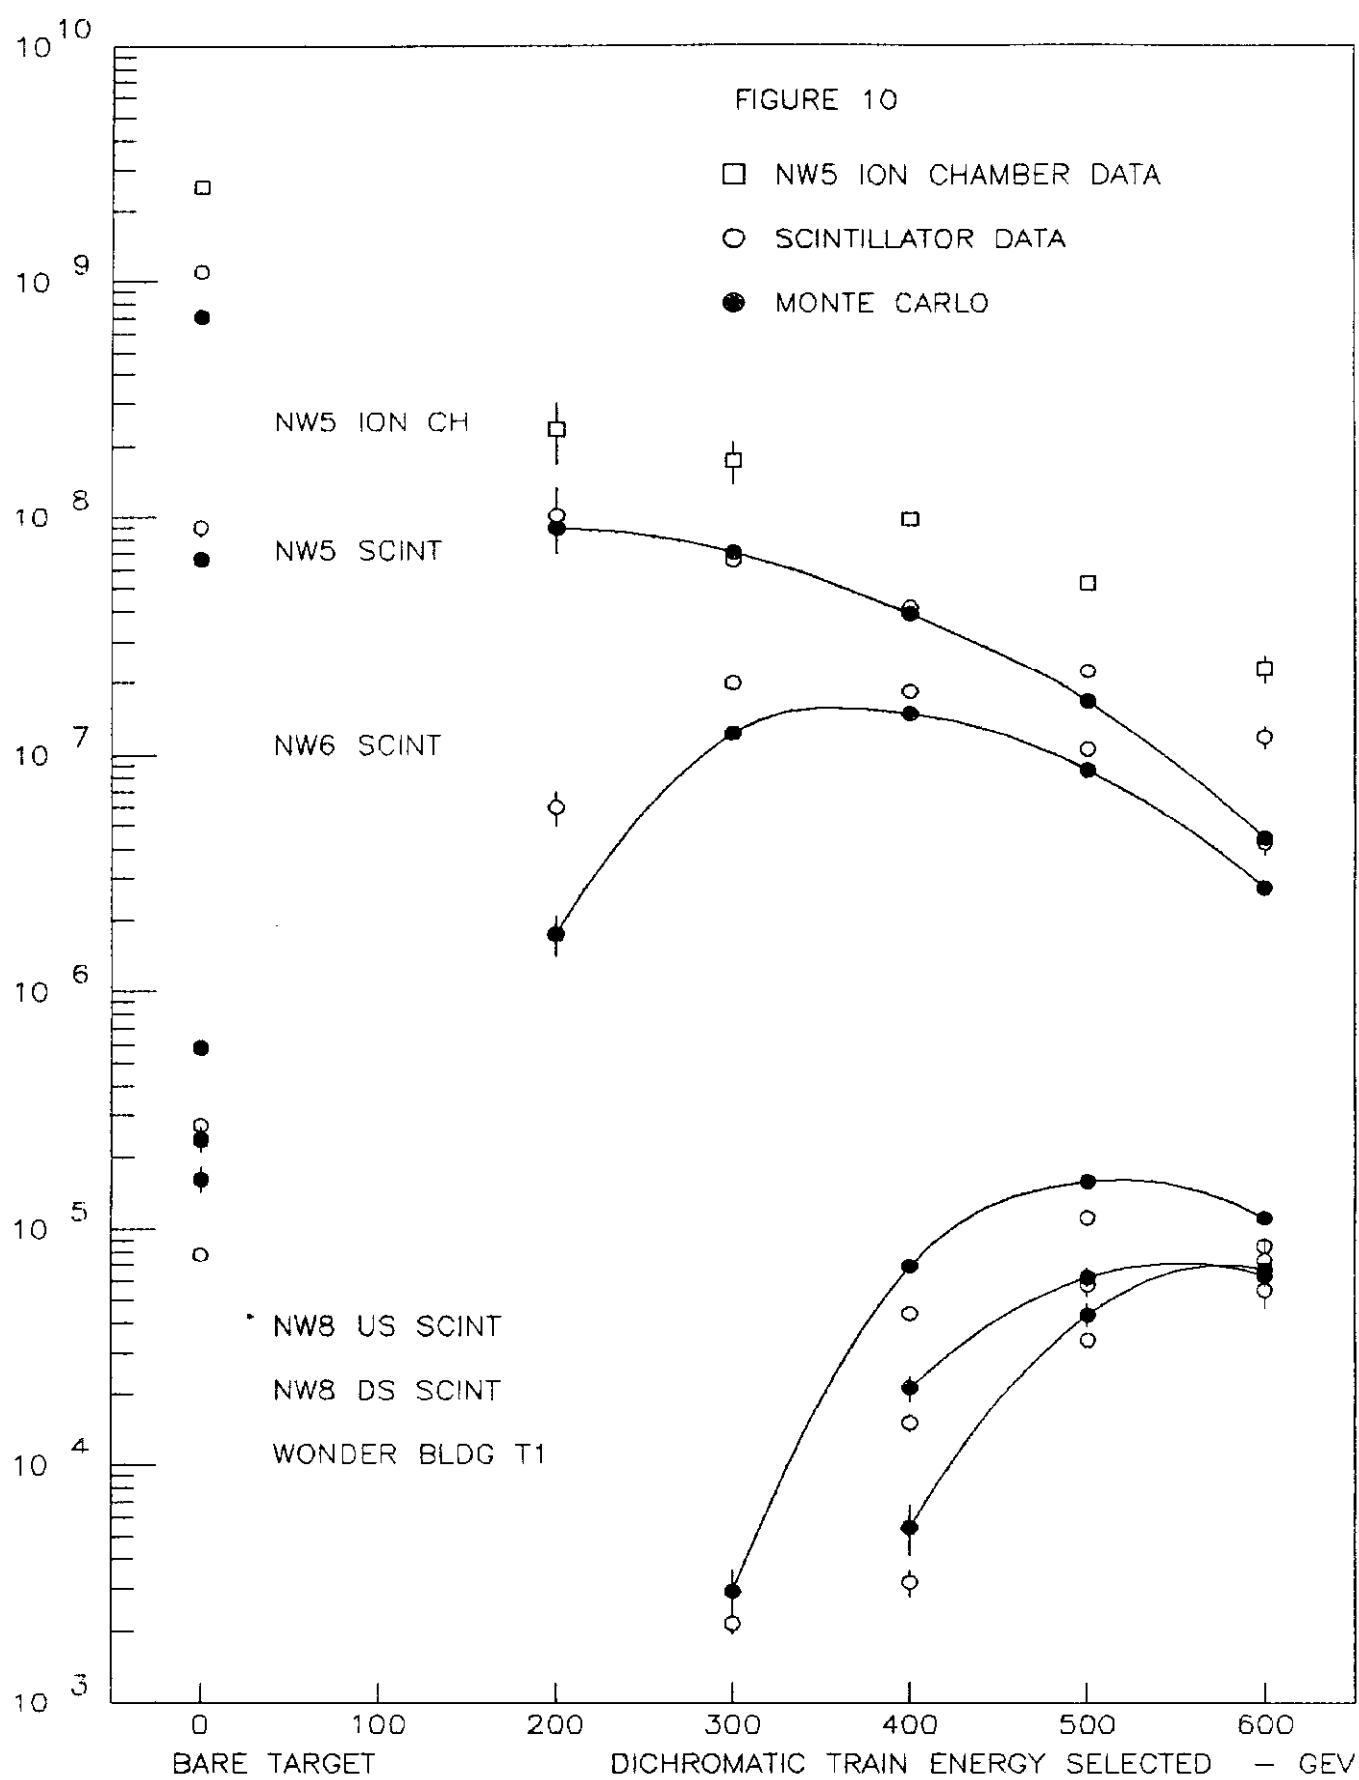 FIGURE 10
NW5 ION CHAMBER DATA
SCINTILLATOR DATA
MONTE CARLO
10 10
10 9
10 8
10 7
10 6
10 5
10 4
10 3
NW5 ION CH
NW5 SCINT
NW6 SCINT
NW8 US SCINT
NW8 DS SCINT
WONDER BLDG T1
0 100 200 300 400 500 600
BARE TARGET DICHROMATIC TRAIN ENERGY SELECTED — GEV